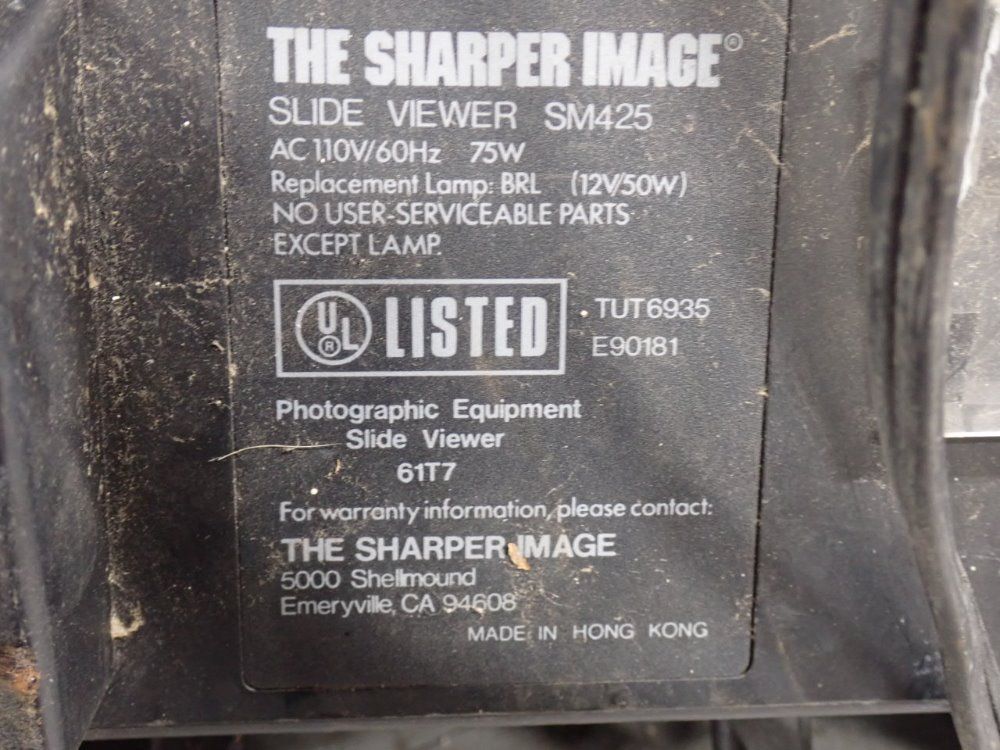 THE SHARPER IMAGE®
SLIDE VIEWER SM425
AC 110V/60Hz 75W
Replacement Lamp: BRL (12V/50W)
NO USER-SERVICEABLE PARTS
EXCEPT LAMP.
UL® LISTED TUT6935
E90181
Photographic Equipment
Slide Viewer
61T7
For warranty information, please contact:
THE SHARPER IMAGE
5000 Shellmound
Emeryville, CA 94608
MADE IN HONG KONG